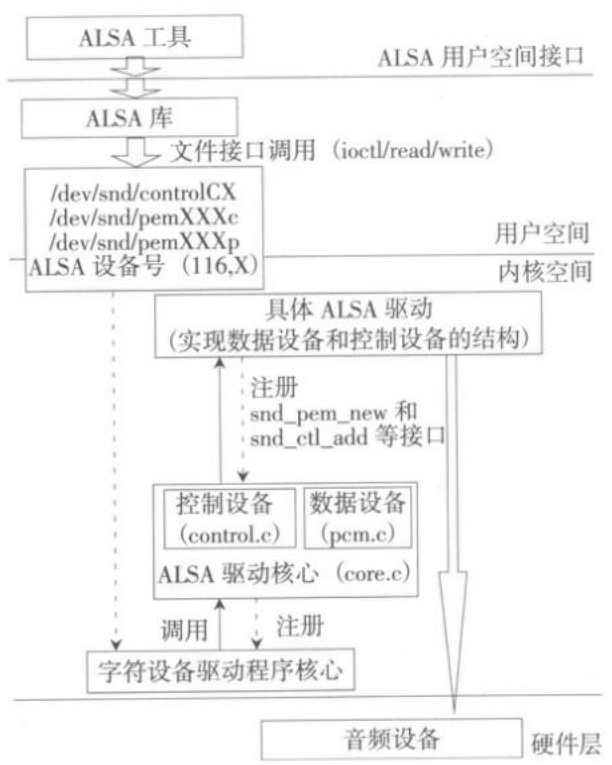 ALSA 工具
ALSA 用户空间接口
ALSA 库
文件接口调用（ioctl/read/write）
/dev/snd/controlCX
/dev/snd/pemXXXc
/dev/snd/pemXXXp
ALSA 设备号（116,X）
用户空间
内核空间
具体 ALSA 驱动
（实现数据设备和控制设备的结构）
注册
snd_pem_new 和
snd_ctl_add 等接口
控制设备
（control.c）
数据设备
（pcm.c）
ALSA 驱动核心（core.c）
调用
注册
字符设备驱动程序核心
音频设备
硬件层